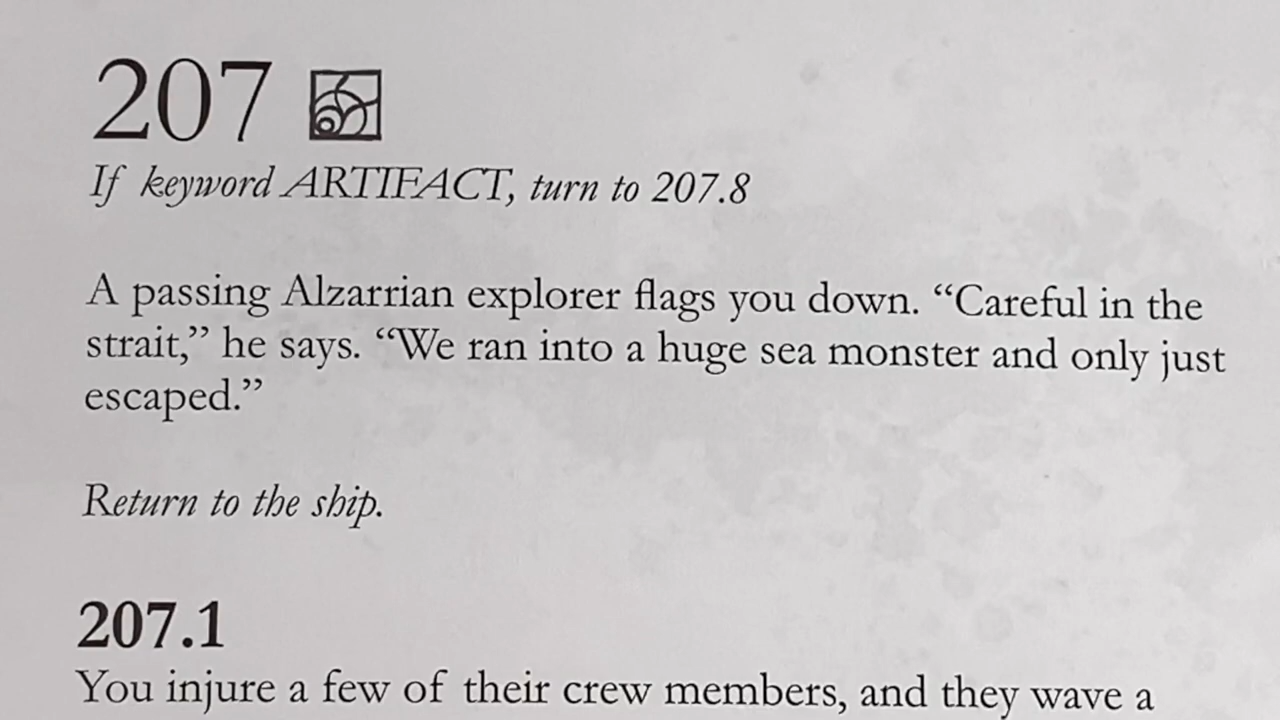 207
If keyword ARTIFACT, turn to 207.8
A passing Alzarrian explorer flags you down. “Careful in the
strait,” he says. “We ran into a huge sea monster and only just
escaped.”
Return to the ship.
207.1
You injure a few of their crew members, and they wave a